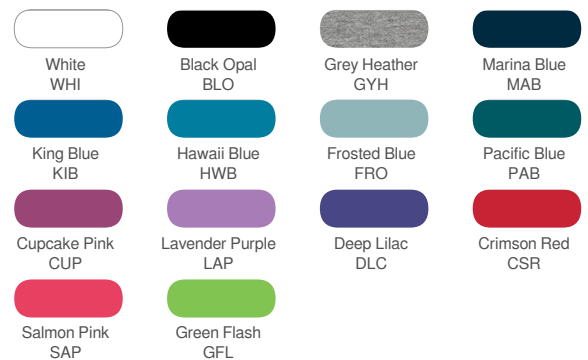 White
WHI
Black Opal
BLO
Grey Heather
GYH
Marina Blue
MAB
King Blue
KIB
Hawaii Blue
HWB
Frosted Blue
FRO
Pacific Blue
PAB
Cupcake Pink
CUP
Lavender Purple
LAP
Deep Lilac
DLC
Crimson Red
CSR
Salmon Pink
SAP
Green Flash
GFL